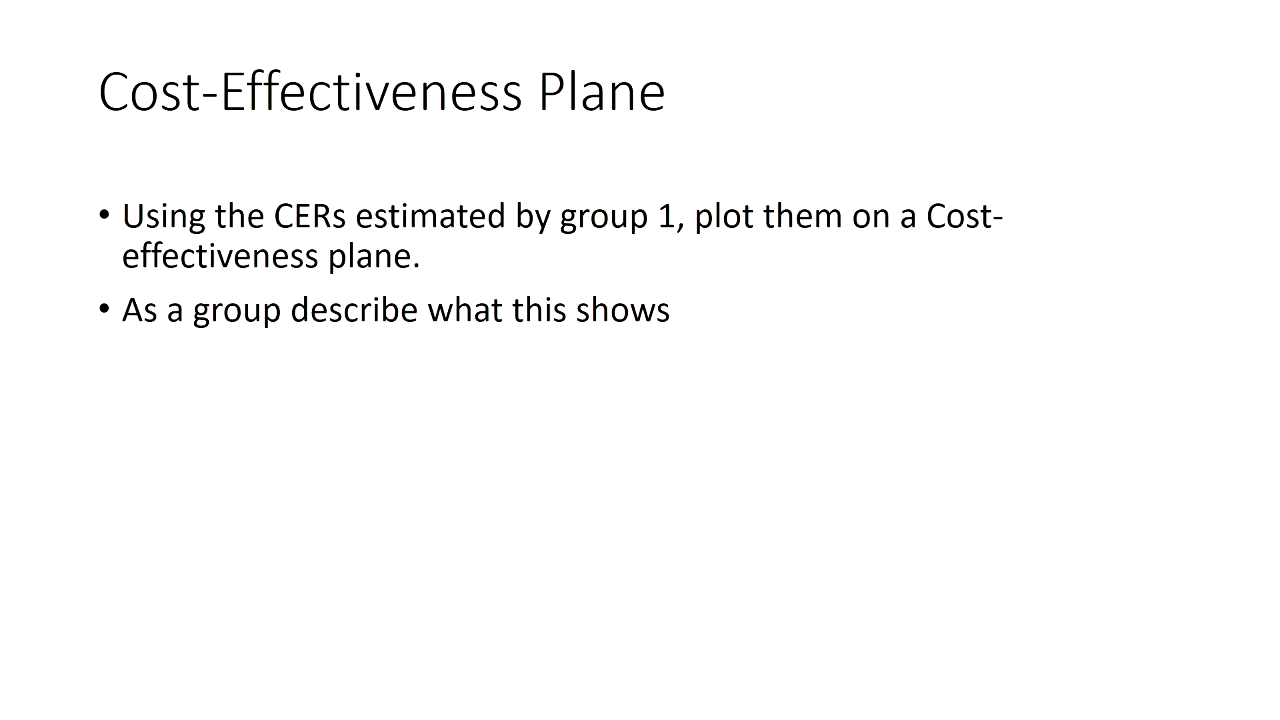 Cost-Effectiveness Plane
• Using the CERs estimated by group 1, plot them on a Cost-
effectiveness plane.
• As a group describe what this shows